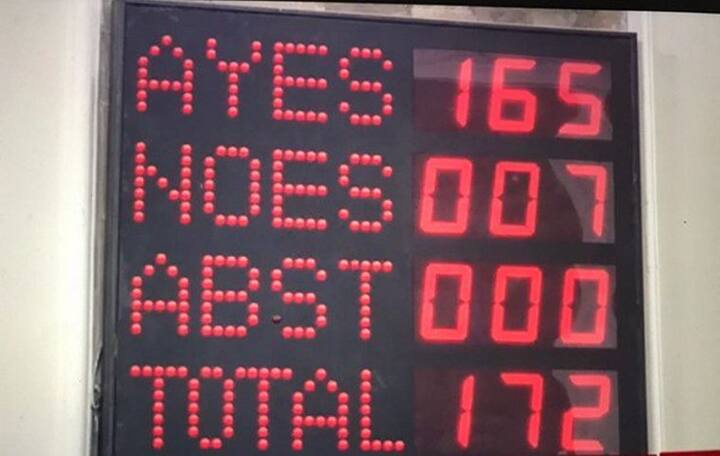 AYES 165
NOES 007
ABST 000
TOTAL 172